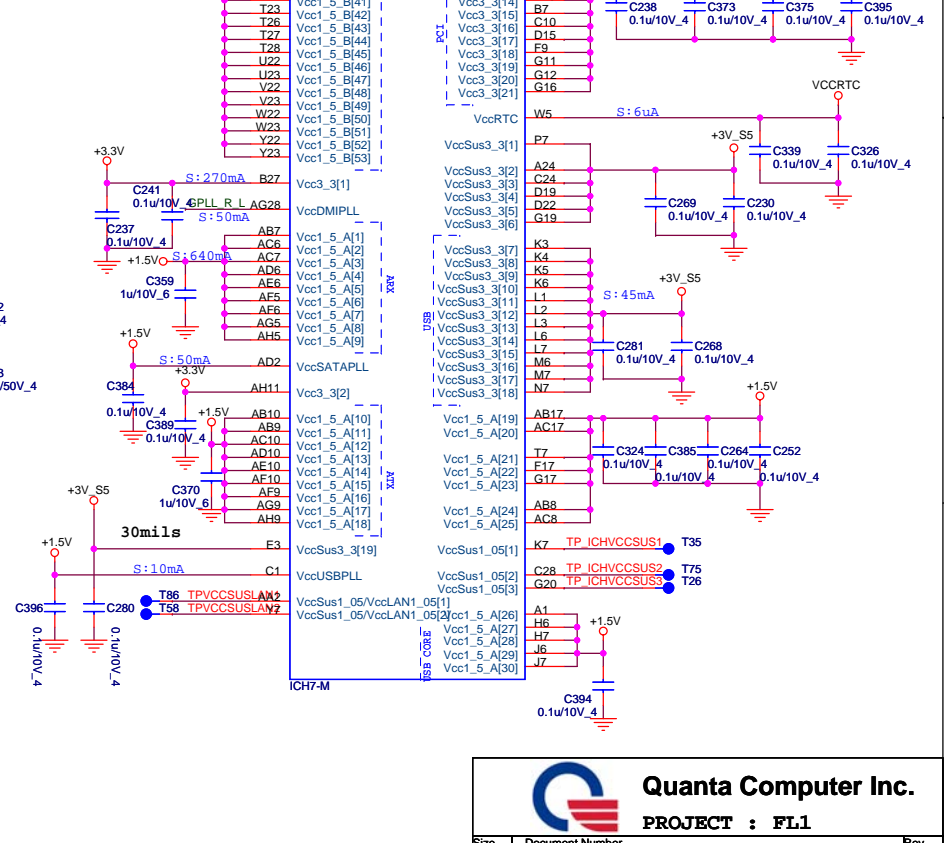 Vcc1_5_B[41]
T23 Vcc1_5_B[42]
T26 Vcc1_5_B[43]
T27 Vcc1_5_B[44]
T28 Vcc1_5_B[45]
U22 Vcc1_5_B[46]
U23 Vcc1_5_B[47]
V22 Vcc1_5_B[48]
V23 Vcc1_5_B[49]
W22 Vcc1_5_B[50]
W23 Vcc1_5_B[51]
Y22 Vcc1_5_B[52]
Y23 Vcc1_5_B[53]
+3.3V
S:270mA B27 Vcc3_3[1]
C241
0.1u/10V_4
GPLL_R_L AG28 VccDMIPLL
S:50mA
C237
0.1u/10V_4
AB7 Vcc1_5_A[1]
AC6 Vcc1_5_A[2]
+1.5V S:640mA AC7 Vcc1_5_A[3]
AD6 Vcc1_5_A[4]
AE6 Vcc1_5_A[5]
AF5 Vcc1_5_A[6]
AF6 Vcc1_5_A[7]
AG5 Vcc1_5_A[8]
AH5 Vcc1_5_A[9]
ARX
C359
1u/10V_6
+1.5V
S:50mA AD2 VccSATAPLL
+3.3V
C384
0.1u/10V_4
AH11 Vcc3_3[2]
C389
0.1u/10V_4
+1.5V
AB10 Vcc1_5_A[10]
AB9 Vcc1_5_A[11]
AC10 Vcc1_5_A[12]
AD10 Vcc1_5_A[13]
AE10 Vcc1_5_A[14]
AF10 Vcc1_5_A[15]
AF9 Vcc1_5_A[16]
AG9 Vcc1_5_A[17]
AH9 Vcc1_5_A[18]
ATX
C370
1u/10V_6
+3V_S5
30mils
E3 VccSus3_3[19]
+1.5V
S:10mA C1 VccUSBPLL
T86 TPVCCSUSLAN1 AA2 VccSus1_05/VccLAN1_05[1]
T58 TPVCCSUSLAN2 Y7 VccSus1_05/VccLAN1_05[2]
C396
0.1u/10V_4
C280
0.1u/10V_4
/50V_4
ICH7-M
Vcc3_3[14]
Vcc3_3[15] B7
Vcc3_3[16] C10
Vcc3_3[17] D15
Vcc3_3[18] F9
Vcc3_3[19] G11
Vcc3_3[20] G12
Vcc3_3[21] G16
PCI
C238
0.1u/10V_4
C373
0.1u/10V_4
C375
0.1u/10V_4
C395
0.1u/10V_4
VCCRTC
VccRTC W5 S:6uA
VccSus3_3[1] P7
+3V_S5
C339
0.1u/10V_4
C326
0.1u/10V_4
VccSus3_3[2] A24
VccSus3_3[3] C24
VccSus3_3[4] D19
VccSus3_3[5] D22
VccSus3_3[6] G19
C269
0.1u/10V_4
C230
0.1u/10V_4
VccSus3_3[7] K3
VccSus3_3[8] K4
VccSus3_3[9] K5
VccSus3_3[10] K6
VccSus3_3[11] L1
VccSus3_3[12] L2
VccSus3_3[13] L3
VccSus3_3[14] L6
VccSus3_3[15] L7
VccSus3_3[16] M6
VccSus3_3[17] M7
VccSus3_3[18] N7
USB
+3V_S5
S:45mA
C281
0.1u/10V_4
C268
0.1u/10V_4
+1.5V
Vcc1_5_A[19] AB17
Vcc1_5_A[20] AC17
Vcc1_5_A[21] T7
Vcc1_5_A[22] F17
Vcc1_5_A[23] G17
Vcc1_5_A[24] AB8
Vcc1_5_A[25] AC8
C324
0.1u/10V_4
C385
0.1u/10V_4
C264
0.1u/10V_4
C252
0.1u/10V_4
VccSus1_05[1] K7 TP_ICHVCCSUS1 T35
VccSus1_05[2] C28 TP_ICHVCCSUS2 T75
VccSus1_05[3] G20 TP_ICHVCCSUS3 T26
Vcc1_5_A[26] A1
Vcc1_5_A[27] H6
Vcc1_5_A[28] H7
Vcc1_5_A[29] J6
Vcc1_5_A[30] J7
USB CORE
+1.5V
C394
0.1u/10V_4
Quanta Computer Inc.
PROJECT : FL1
Size Document Number Rev